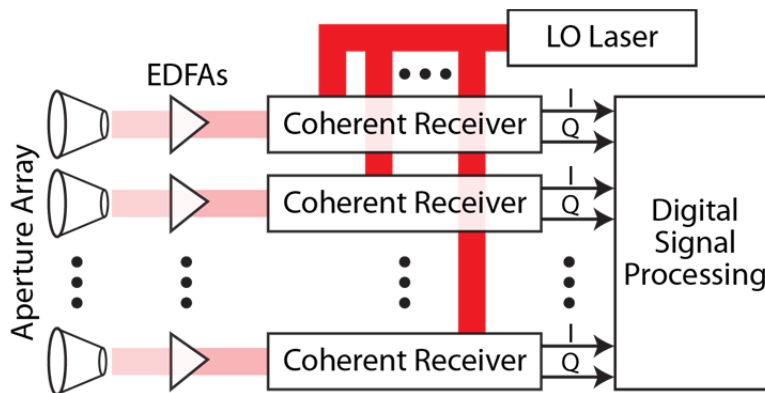 LO Laser
EDFAs
Aperture Array
Coherent Receiver
I
Q
Coherent Receiver
I
Q
Digital
Signal
Processing
Coherent Receiver
I
Q